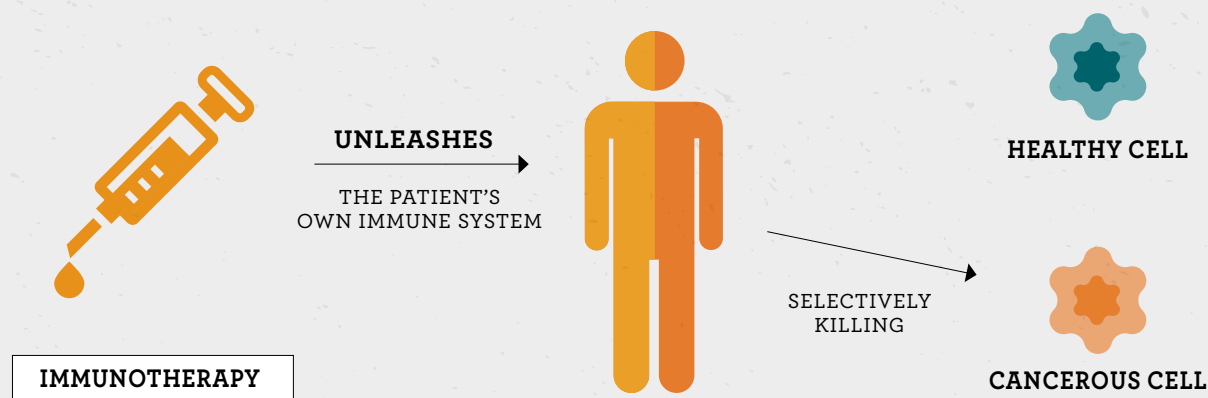 UNLEASHES
THE PATIENT'S
OWN IMMUNE SYSTEM
HEALTHY CELL
SELECTIVELY
KILLING
IMMUNOTHERAPY
CANCEROUS CELL